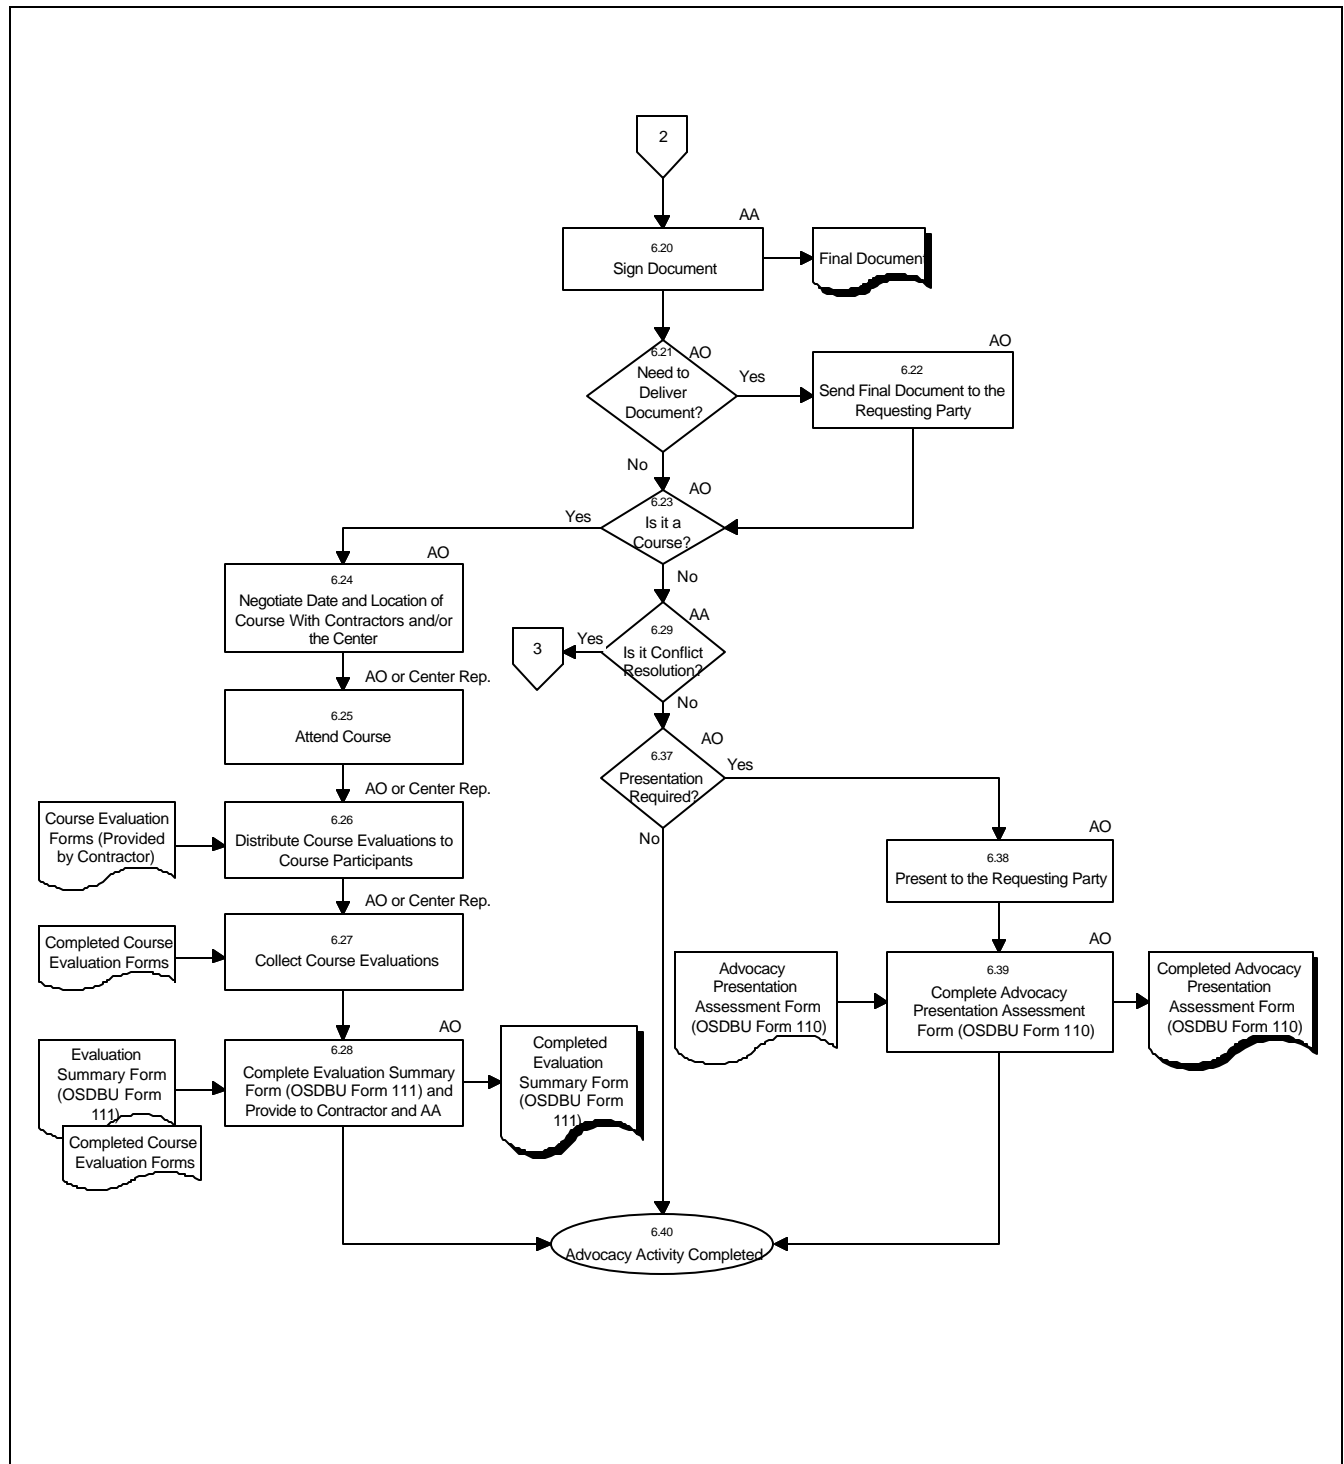 2
AA
6.20
Sign Document
Final Document
6.21
AO
Need to
Deliver
Document?
Yes
AO
6.22
Send Final Document to the
Requesting Party
No
AO
6.23
Is it a
Course?
Yes
No
AO
6.24
Negotiate Date and Location of
Course With Contractors and/or
the Center
AA
6.29
Is it Conflict
Resolution?
Yes
3
No
AO or Center Rep.
6.25
Attend Course
AO
6.37
Presentation
Required?
Yes
No
AO or Center Rep.
Course Evaluation
Forms (Provided
by Contractor)
6.26
Distribute Course Evaluations to
Course Participants
AO
6.38
Present to the Requesting Party
AO or Center Rep.
Completed Course
Evaluation Forms
6.27
Collect Course Evaluations
Advocacy
Presentation
Assessment Form
(OSDBU Form 110)
AO
6.39
Complete Advocacy
Presentation Assessment
Form (OSDBU Form 110)
Completed Advocacy
Presentation
Assessment Form
(OSDBU Form 110)
AO
Evaluation
Summary Form
(OSDBU Form
111)
Completed Course
Evaluation Forms
6.28
Complete Evaluation Summary
Form (OSDBU Form 111) and
Provide to Contractor and AA
Completed
Evaluation
Summary Form
(OSDBU Form
111)
6.40
Advocacy Activity Completed